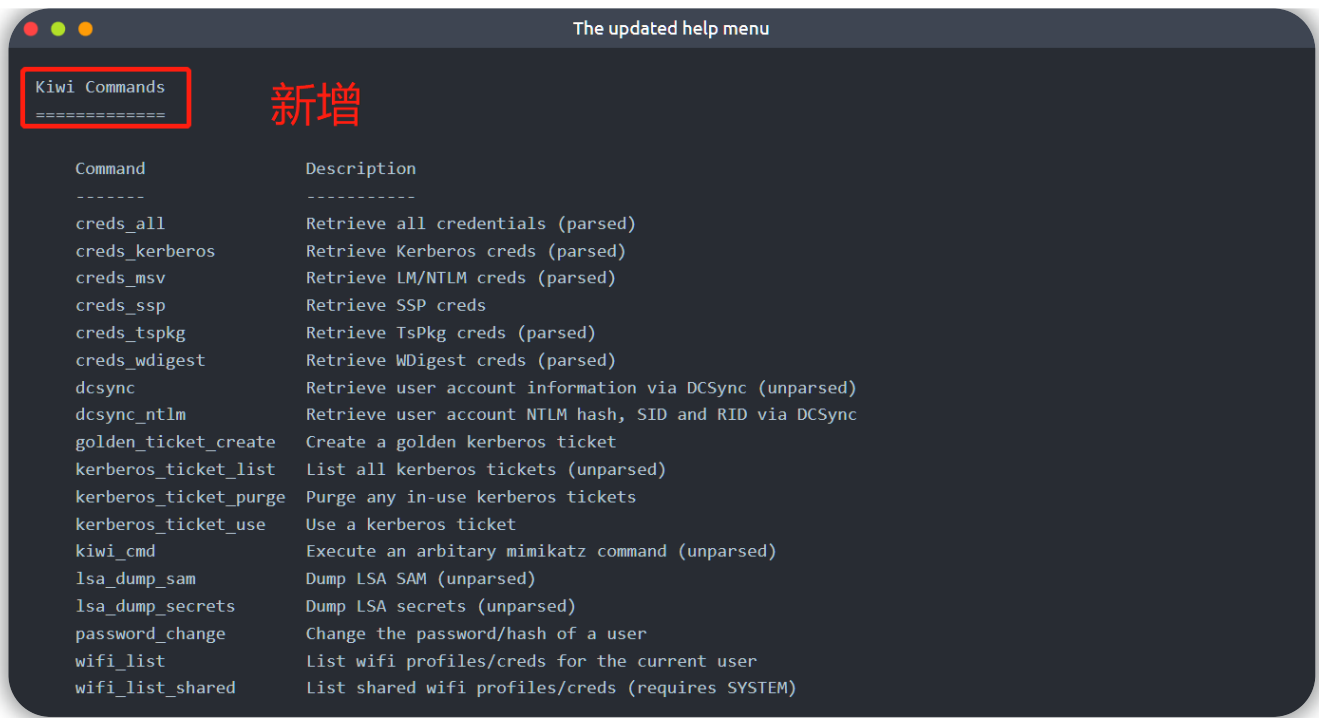 The updated help menu
Kiwi Commands
新增
=============
Command Description
------- -----------
creds_all Retrieve all credentials (parsed)
creds_kerberos Retrieve Kerberos creds (parsed)
creds_msv Retrieve LM/NTLM creds (parsed)
creds_ssp Retrieve SSP creds
creds_tspkg Retrieve TsPkg creds (parsed)
creds_wdigest Retrieve WDigest creds (parsed)
dcsync Retrieve user account information via DCSync (unparsed)
dcsync_ntlm Retrieve user account NTLM hash, SID and RID via DCSync
golden_ticket_create Create a golden kerberos ticket
kerberos_ticket_list List all kerberos tickets (unparsed)
kerberos_ticket_purge Purge any in-use kerberos tickets
kerberos_ticket_use Use a kerberos ticket
kiwi_cmd Execute an arbitary mimikatz command (unparsed)
lsa_dump_sam Dump LSA SAM (unparsed)
lsa_dump_secrets Dump LSA secrets (unparsed)
password_change Change the password/hash of a user
wifi_list List wifi profiles/creds for the current user
wifi_list_shared List shared wifi profiles/creds (requires SYSTEM)